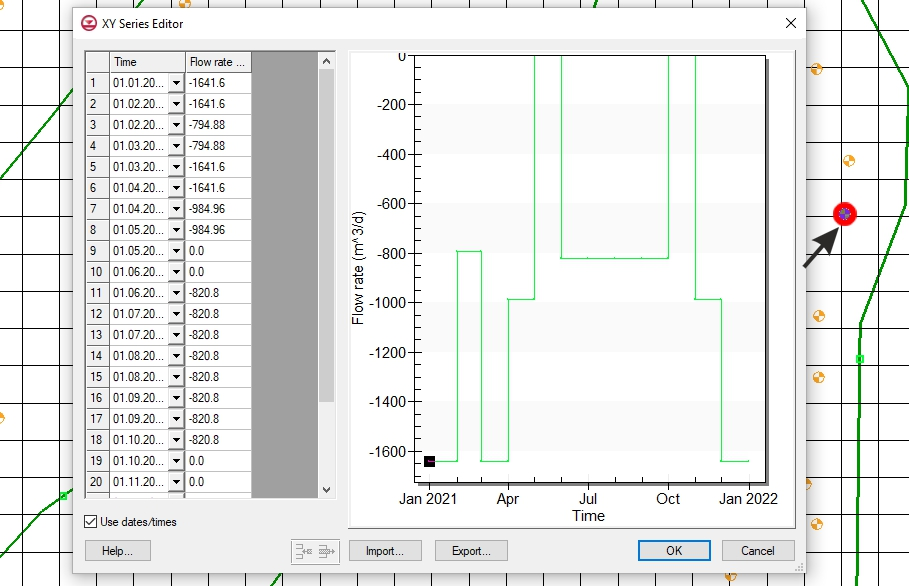 XY Series Editor
Time Flow rate ...
1 01.01.20... -1641.6
2 01.02.20... -1641.6
3 01.02.20... -794.88
4 01.03.20... -794.88
5 01.03.20... -1641.6
6 01.04.20... -1641.6
7 01.04.20... -984.96
8 01.05.20... -984.96
9 01.05.20... 0.0
10 01.06.20... 0.0
11 01.06.20... -820.8
12 01.07.20... -820.8
13 01.07.20... -820.8
14 01.08.20... -820.8
15 01.08.20... -820.8
16 01.09.20... -820.8
17 01.09.20... -820.8
18 01.10.20... -820.8
19 01.10.20... 0.0
20 01.11.20... 0.0
Use dates/times
Help...
0
-200
-400
-600
-800
-1000
-1200
-1400
-1600
Flow rate (m^3/d)
Jan 2021 Apr Jul Oct Jan 2022
Time
Import... Export... OK Cancel